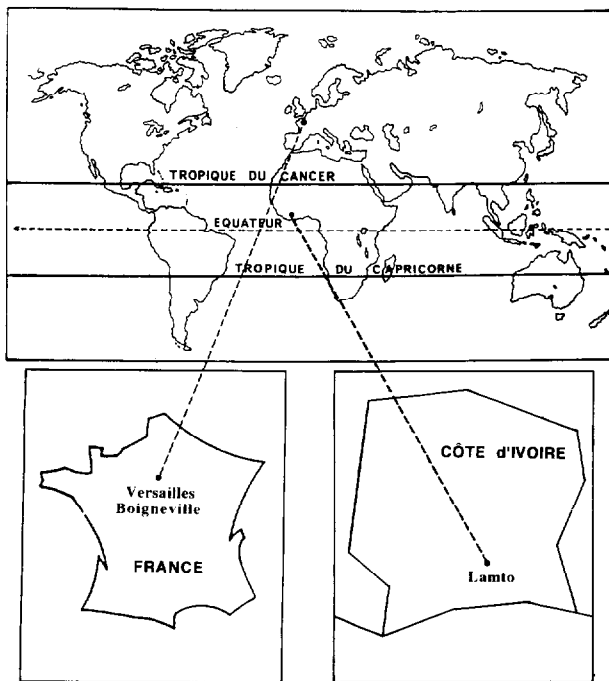 TROPIQUE DU CANCER
EQUATEUR
TROPIQUE DU CAPRICORNE
Versailles
Boigneville
FRANCE
CÔTE d'IVOIRE
Lamto